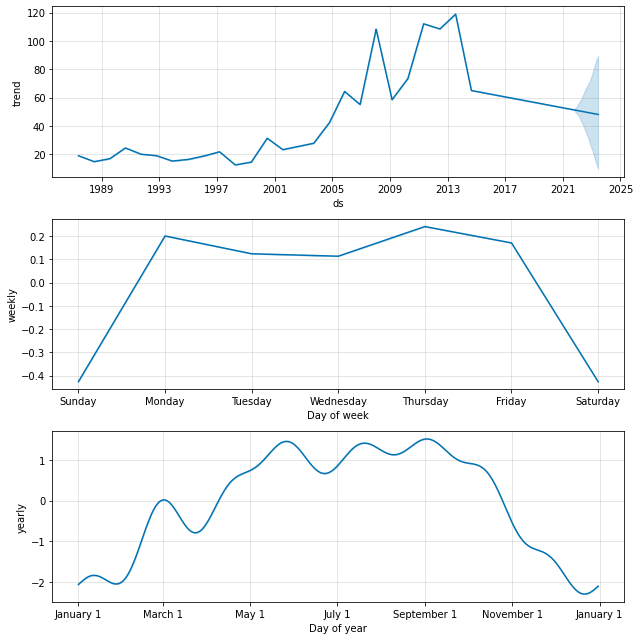 120
100
80
60
40
20
trend
1989 1993 1997 2001 2005 2009 2013 2017 2021 2025
ds
0.2
0.1
0.0
−0.1
−0.2
−0.3
−0.4
weekly
Sunday Monday Tuesday Wednesday Thursday Friday Saturday
Day of week
1
0
−1
−2
yearly
January 1 March 1 May 1 July 1 September 1 November 1 January 1
Day of year